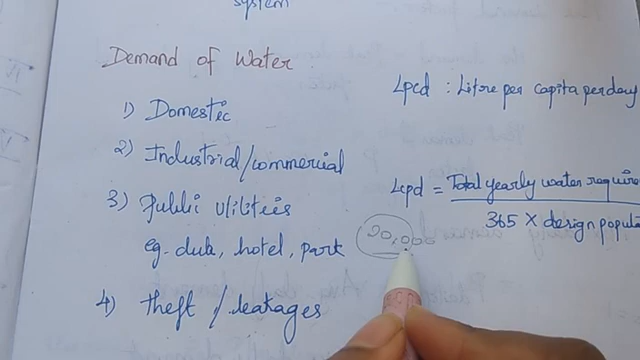 system
Demand of Water
1) Domestic
2) Industrial/commercial
3) Public utilities
eg. club, hotel, park
4) theft / leakages
Lpcd : Litre per capita per day
Lcpd = Total yearly water require
365 X design popula
20,000